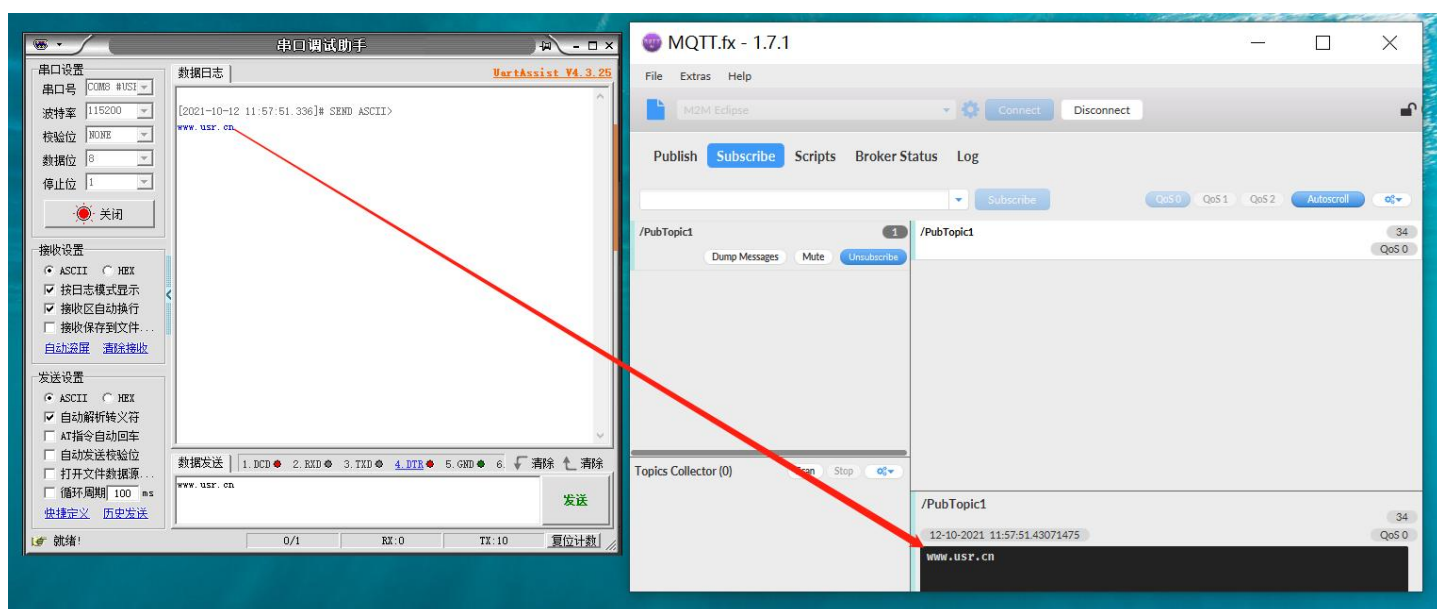 串口调试助手
串口设置
串口号 COM8 #USI
波特率 115200
校验位 NONE
数据位 8
停止位 1
关闭
接收设置
ASCII HEX
按日志模式显示
接收区自动换行
接收保存到文件...
自动滚屏 清除接收
发送设置
ASCII HEX
自动解析转义符
AT指令自动回车
自动发送校验位
打开文件数据源...
循环周期 100 ms
快捷定义 历史发送
数据日志 UartAssist V4.3.25
[2021-10-12 11:57:51.336]# SEND ASCII>
www.usr.cn
数据发送 1.DCD 2.RXD 3.TXD 4.DTR 5.GND 6. 清除 清除
www.usr.cn
发送
就绪! 0/1 RX:0 TX:10 复位计数
MQTT.fx - 1.7.1
File Extras Help
M2M Eclipse Connect Disconnect
Publish Subscribe Scripts Broker Status Log
Subscribe QoS 0 QoS 1 QoS 2 Autoscroll
/PubTopic1 1
Dump Messages Mute Unsubscribe
/PubTopic1 34
QoS 0
Topics Collector (0) Scan Stop
/PubTopic1
34
12-10-2021 11:57:51.43071475 QoS 0
www.usr.cn